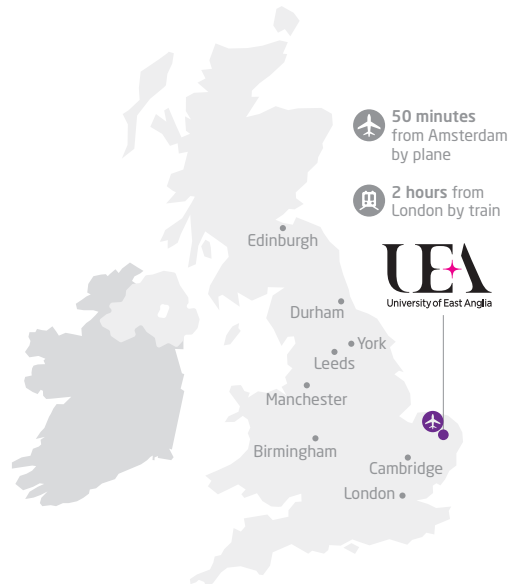 50 minutes
from Amsterdam
by plane
2 hours from
London by train
UEA
University of East Anglia
Edinburgh
Durham
York
Leeds
Manchester
Birmingham
Cambridge
London